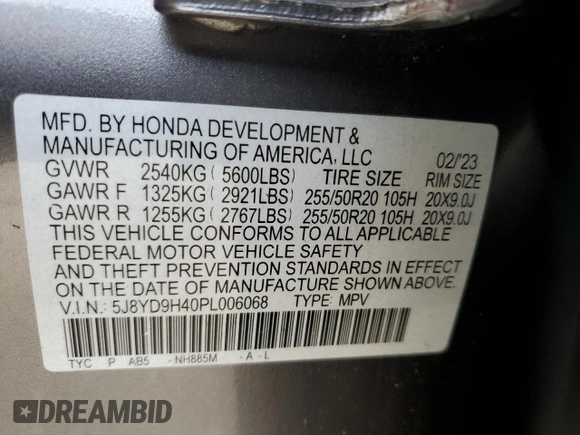 MFD. BY HONDA DEVELOPMENT &
MANUFACTURING OF AMERICA, LLC 02/'23
GVWR 2540KG ( 5600LBS) TIRE SIZE RIM SIZE
GAWR F 1325KG ( 2921LBS) 255/50R20 105H 20X9.0J
GAWR R 1255KG ( 2767LBS) 255/50R20 105H 20X9.0J
THIS VEHICLE CONFORMS TO ALL APPLICABLE
FEDERAL MOTOR VEHICLE SAFETY
AND THEFT PREVENTION STANDARDS IN EFFECT
ON THE DATE OF MANUFACTURE SHOWN ABOVE.
V.I.N.: 5J8YD9H40PL006068 TYPE: MPV
TYC P AB5 -NH885M -A-L
DREAMBID